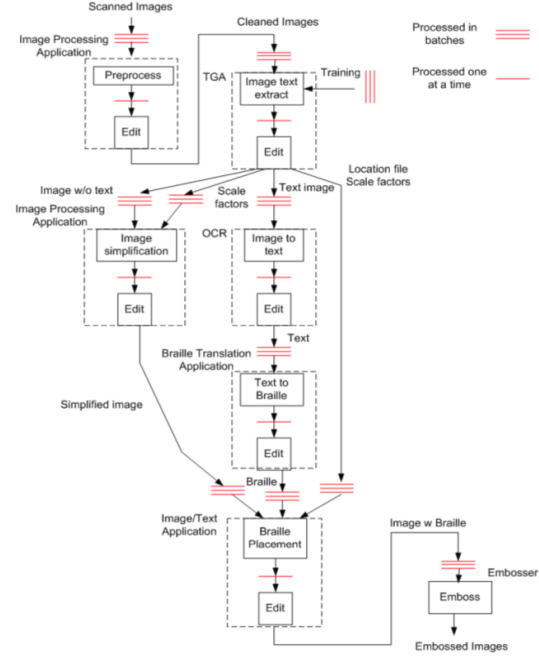 Scanned Images
Cleaned Images
Processed in
batches
Image Processing
Application
Preprocess
TGA
Image text
extract
Training
Processed one
at a time
Edit
Edit
Location file
Scale factors
Image w/o text
Scale
factors
Text image
Image Processing
Application
Image
simplification
OCR
Image to
text
Edit
Edit
Text
Braille Translation
Application
Text to
Braille
Simplified image
Edit
Braille
Image/Text
Application
Braille
Placement
Image w Braille
Embosser
Emboss
Edit
Embossed Images